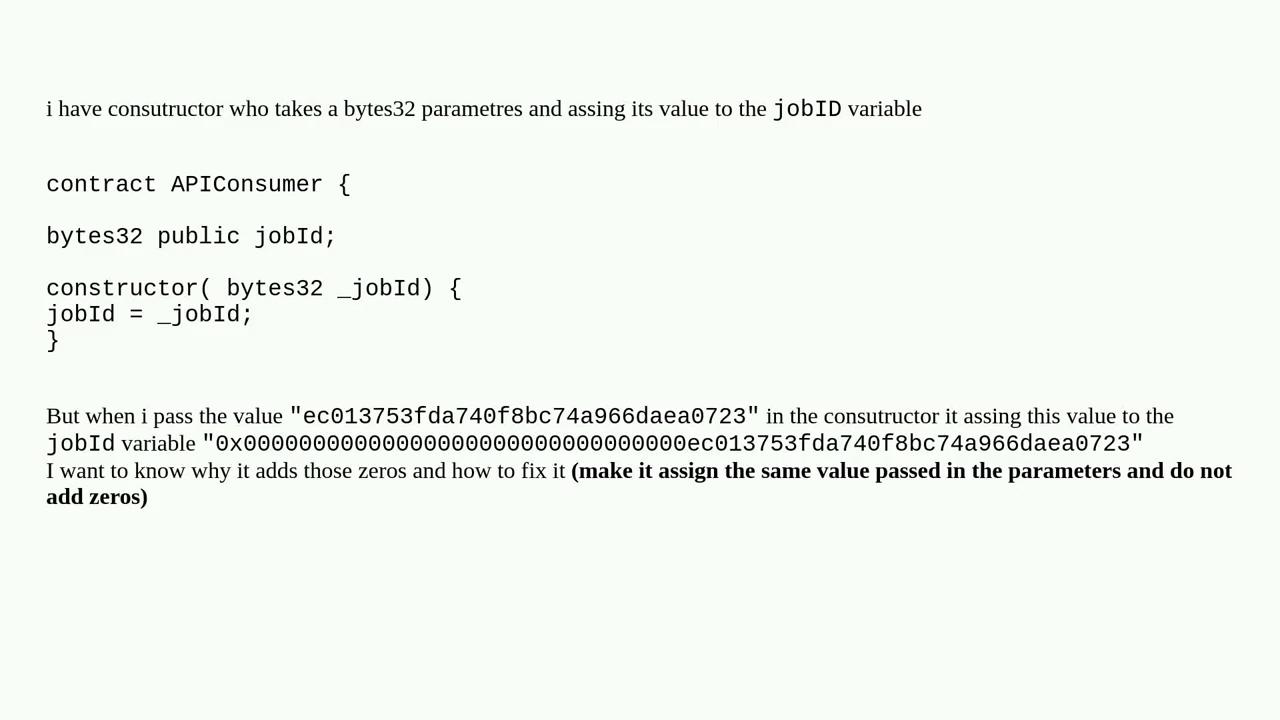 i have consutructor who takes a bytes32 parametres and assing its value to the jobID variable
contract APIConsumer {
bytes32 public jobId;
constructor( bytes32 _jobId) {
jobId = _jobId;
}
But when i pass the value "ec013753fda740f8bc74a966daea0723" in the consutructor it assing this value to the
jobId variable "0x00000000000000000000000000000000ec013753fda740f8bc74a966daea0723"
I want to know why it adds those zeros and how to fix it (make it assign the same value passed in the parameters and do not
add zeros)